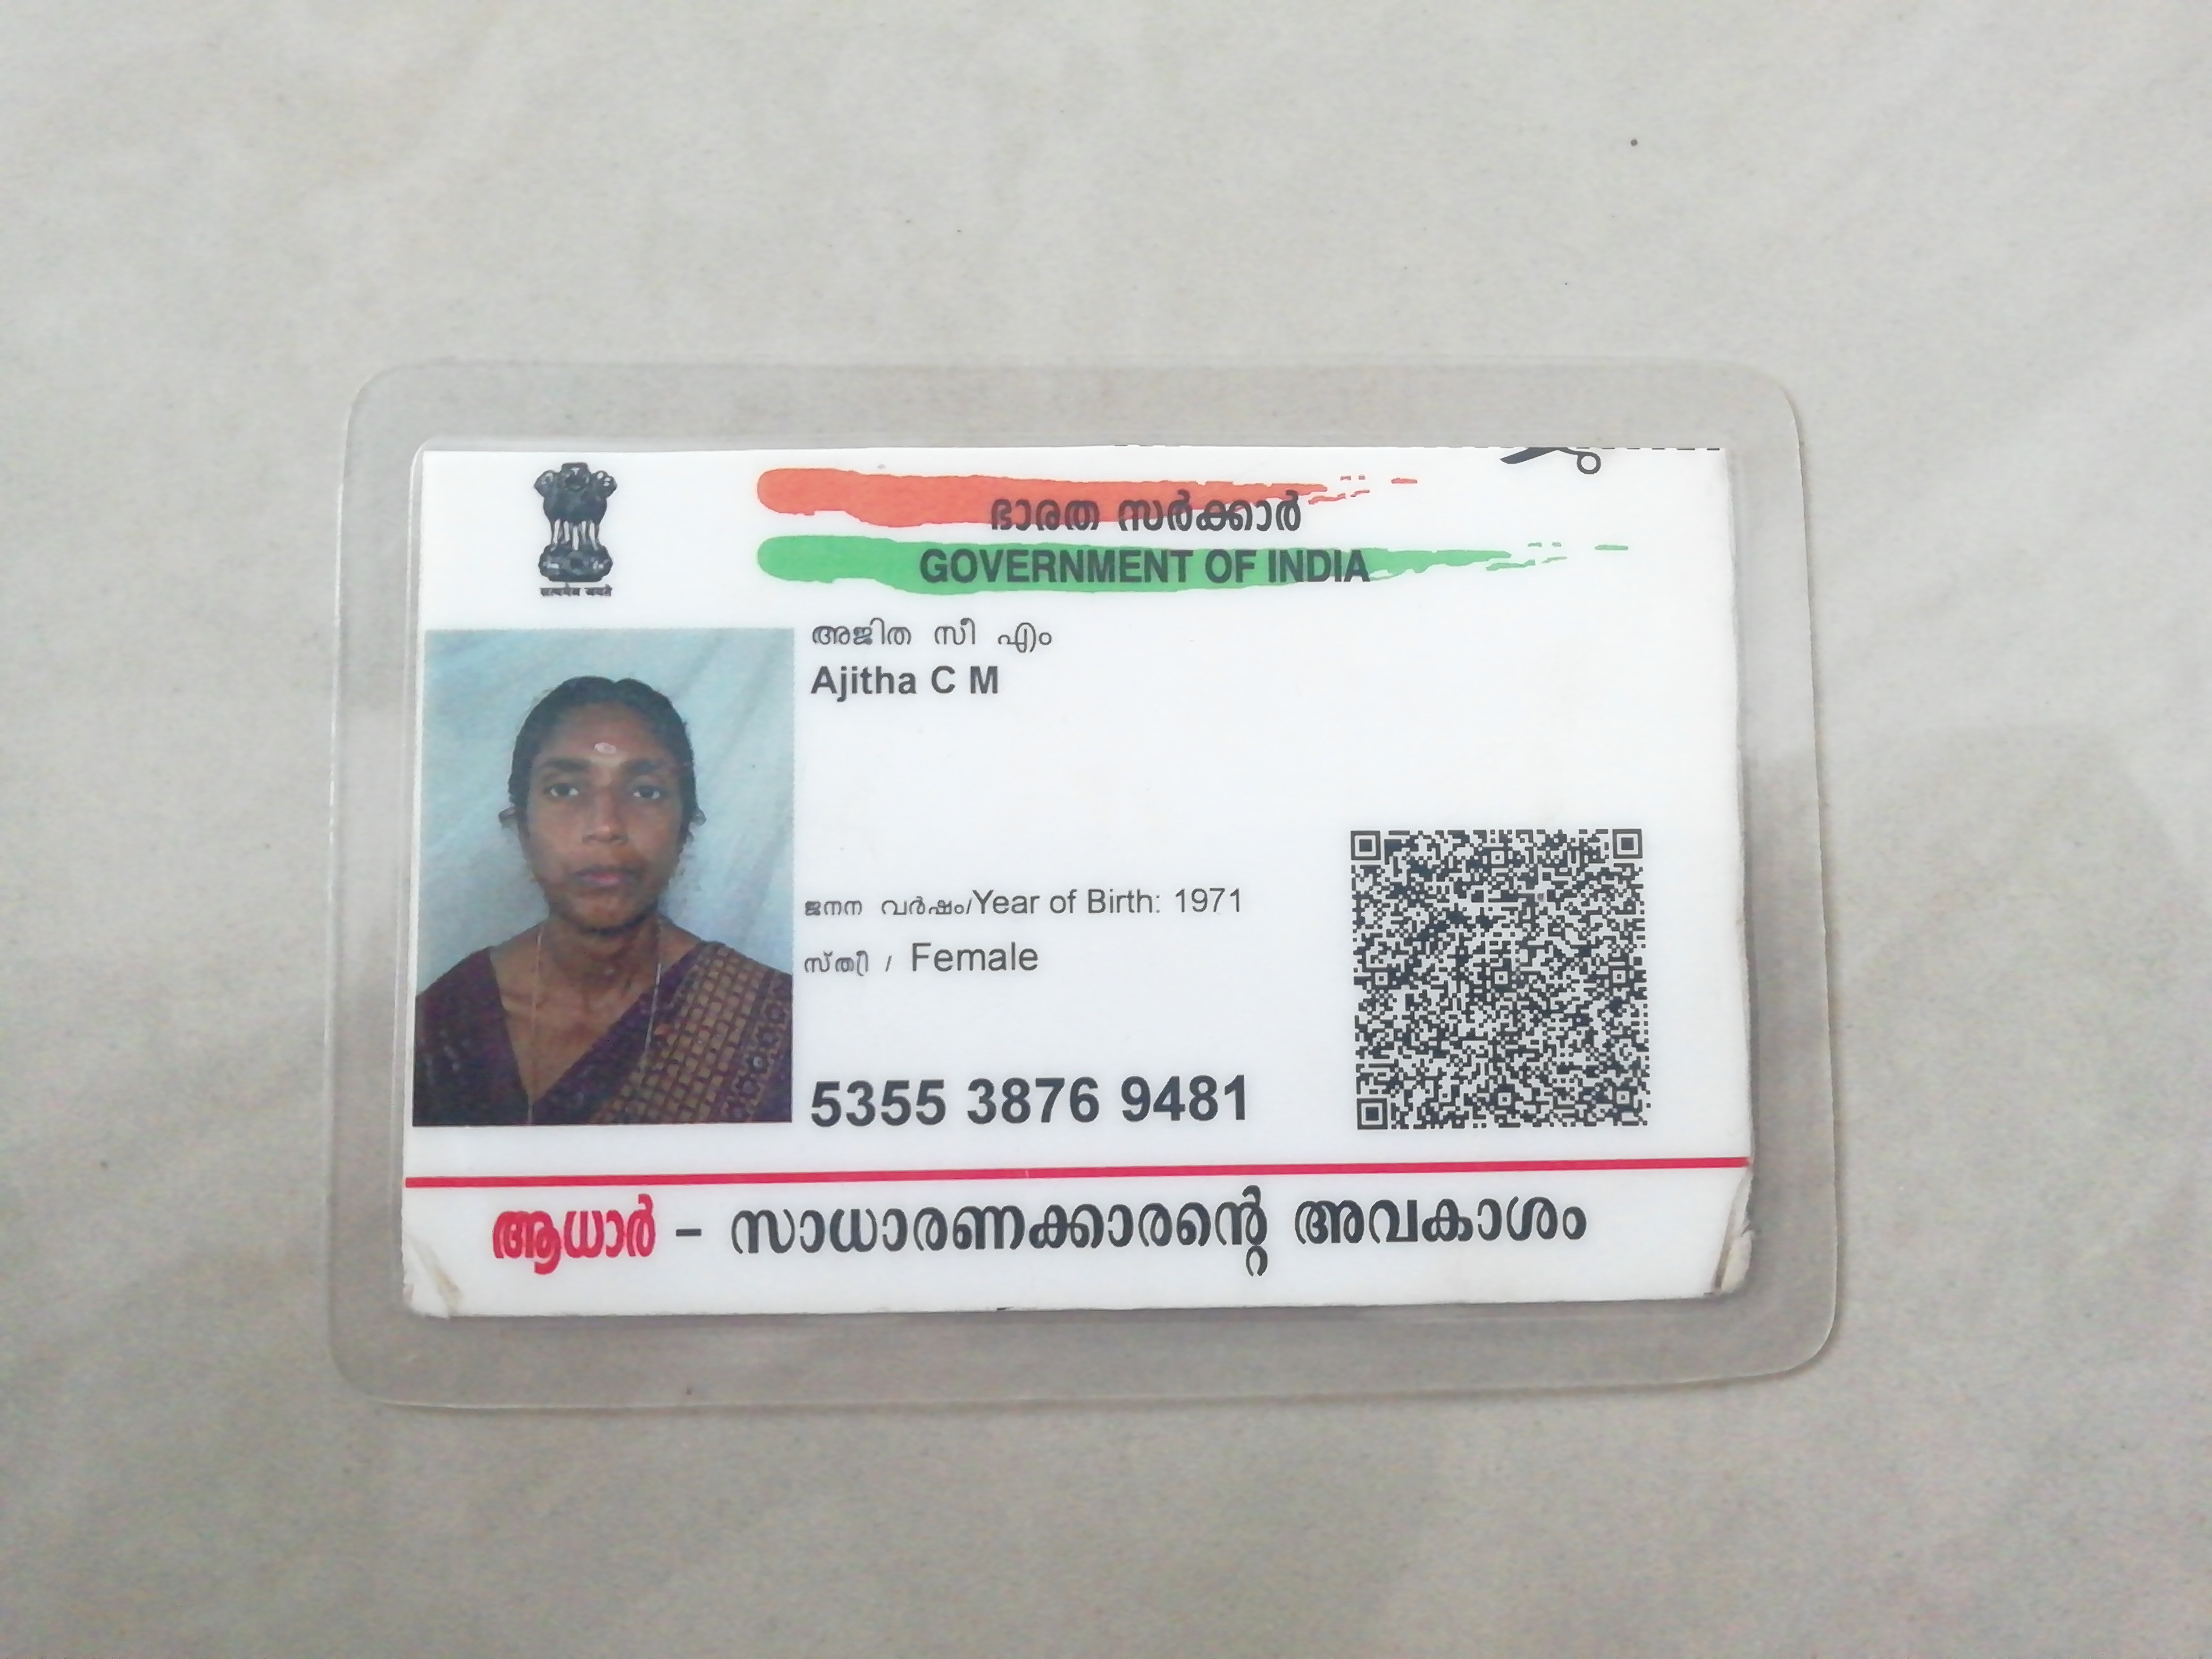 सत्यमेव जयते
ഭാരത സർക്കാർ
GOVERNMENT OF INDIA
അജിത സീ എം
Ajitha C M
ജനന വർഷം/Year of Birth: 1971
സ്ത്രീ / Female
5355 3876 9481
ആധാർ – സാധാരണക്കാരന്റെ അവകാശം